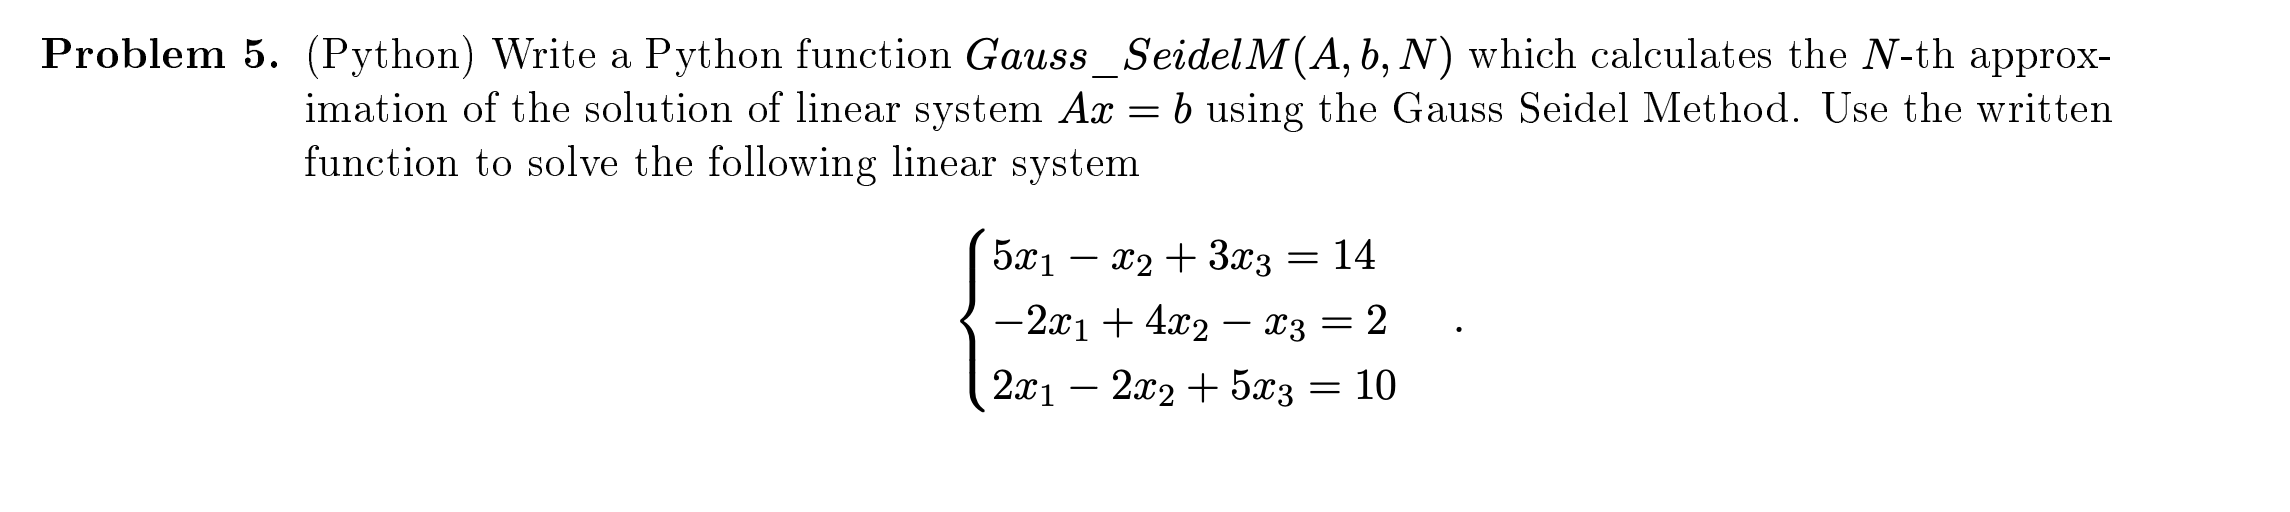 Problem 5. (Python) Write a Python function Gauss_SeidelM(A, b, N) which calculates the N-th approx-
imation of the solution of linear system Ax = b using the Gauss Seidel Method. Use the written
function to solve the following linear system
5x₁ − x₂ + 3x₃ = 14
−2x₁ + 4x₂ − x₃ = 2 .
2x₁ − 2x₂ + 5x₃ = 10